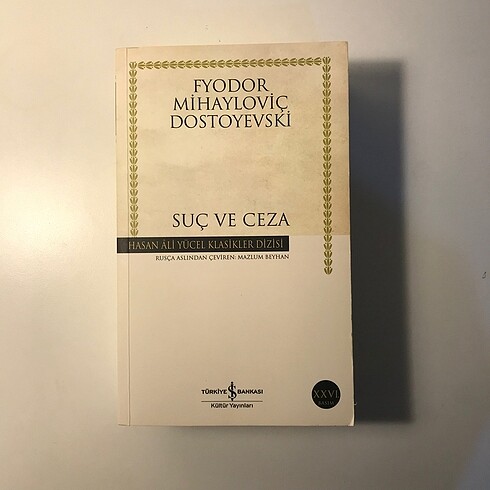 FYODOR
MİHAYLOVİÇ
DOSTOYEVSKİ
SUÇ VE CEZA
HASAN ÂLİ YÜCEL KLASİKLER DİZİSİ
RUSÇA ASLINDAN ÇEVİREN: MAZLUM BEYHAN
TÜRKİYE İŞ BANKASI
Kültür Yayınları
XXVI
BASIM